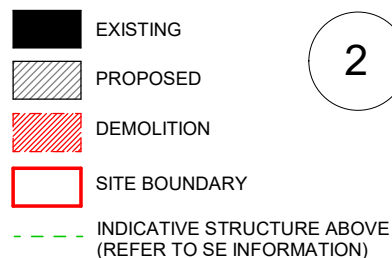 EXISTING
2
PROPOSED
DEMOLITION
SITE BOUNDARY
INDICATIVE STRUCTURE ABOVE
(REFER TO SE INFORMATION)